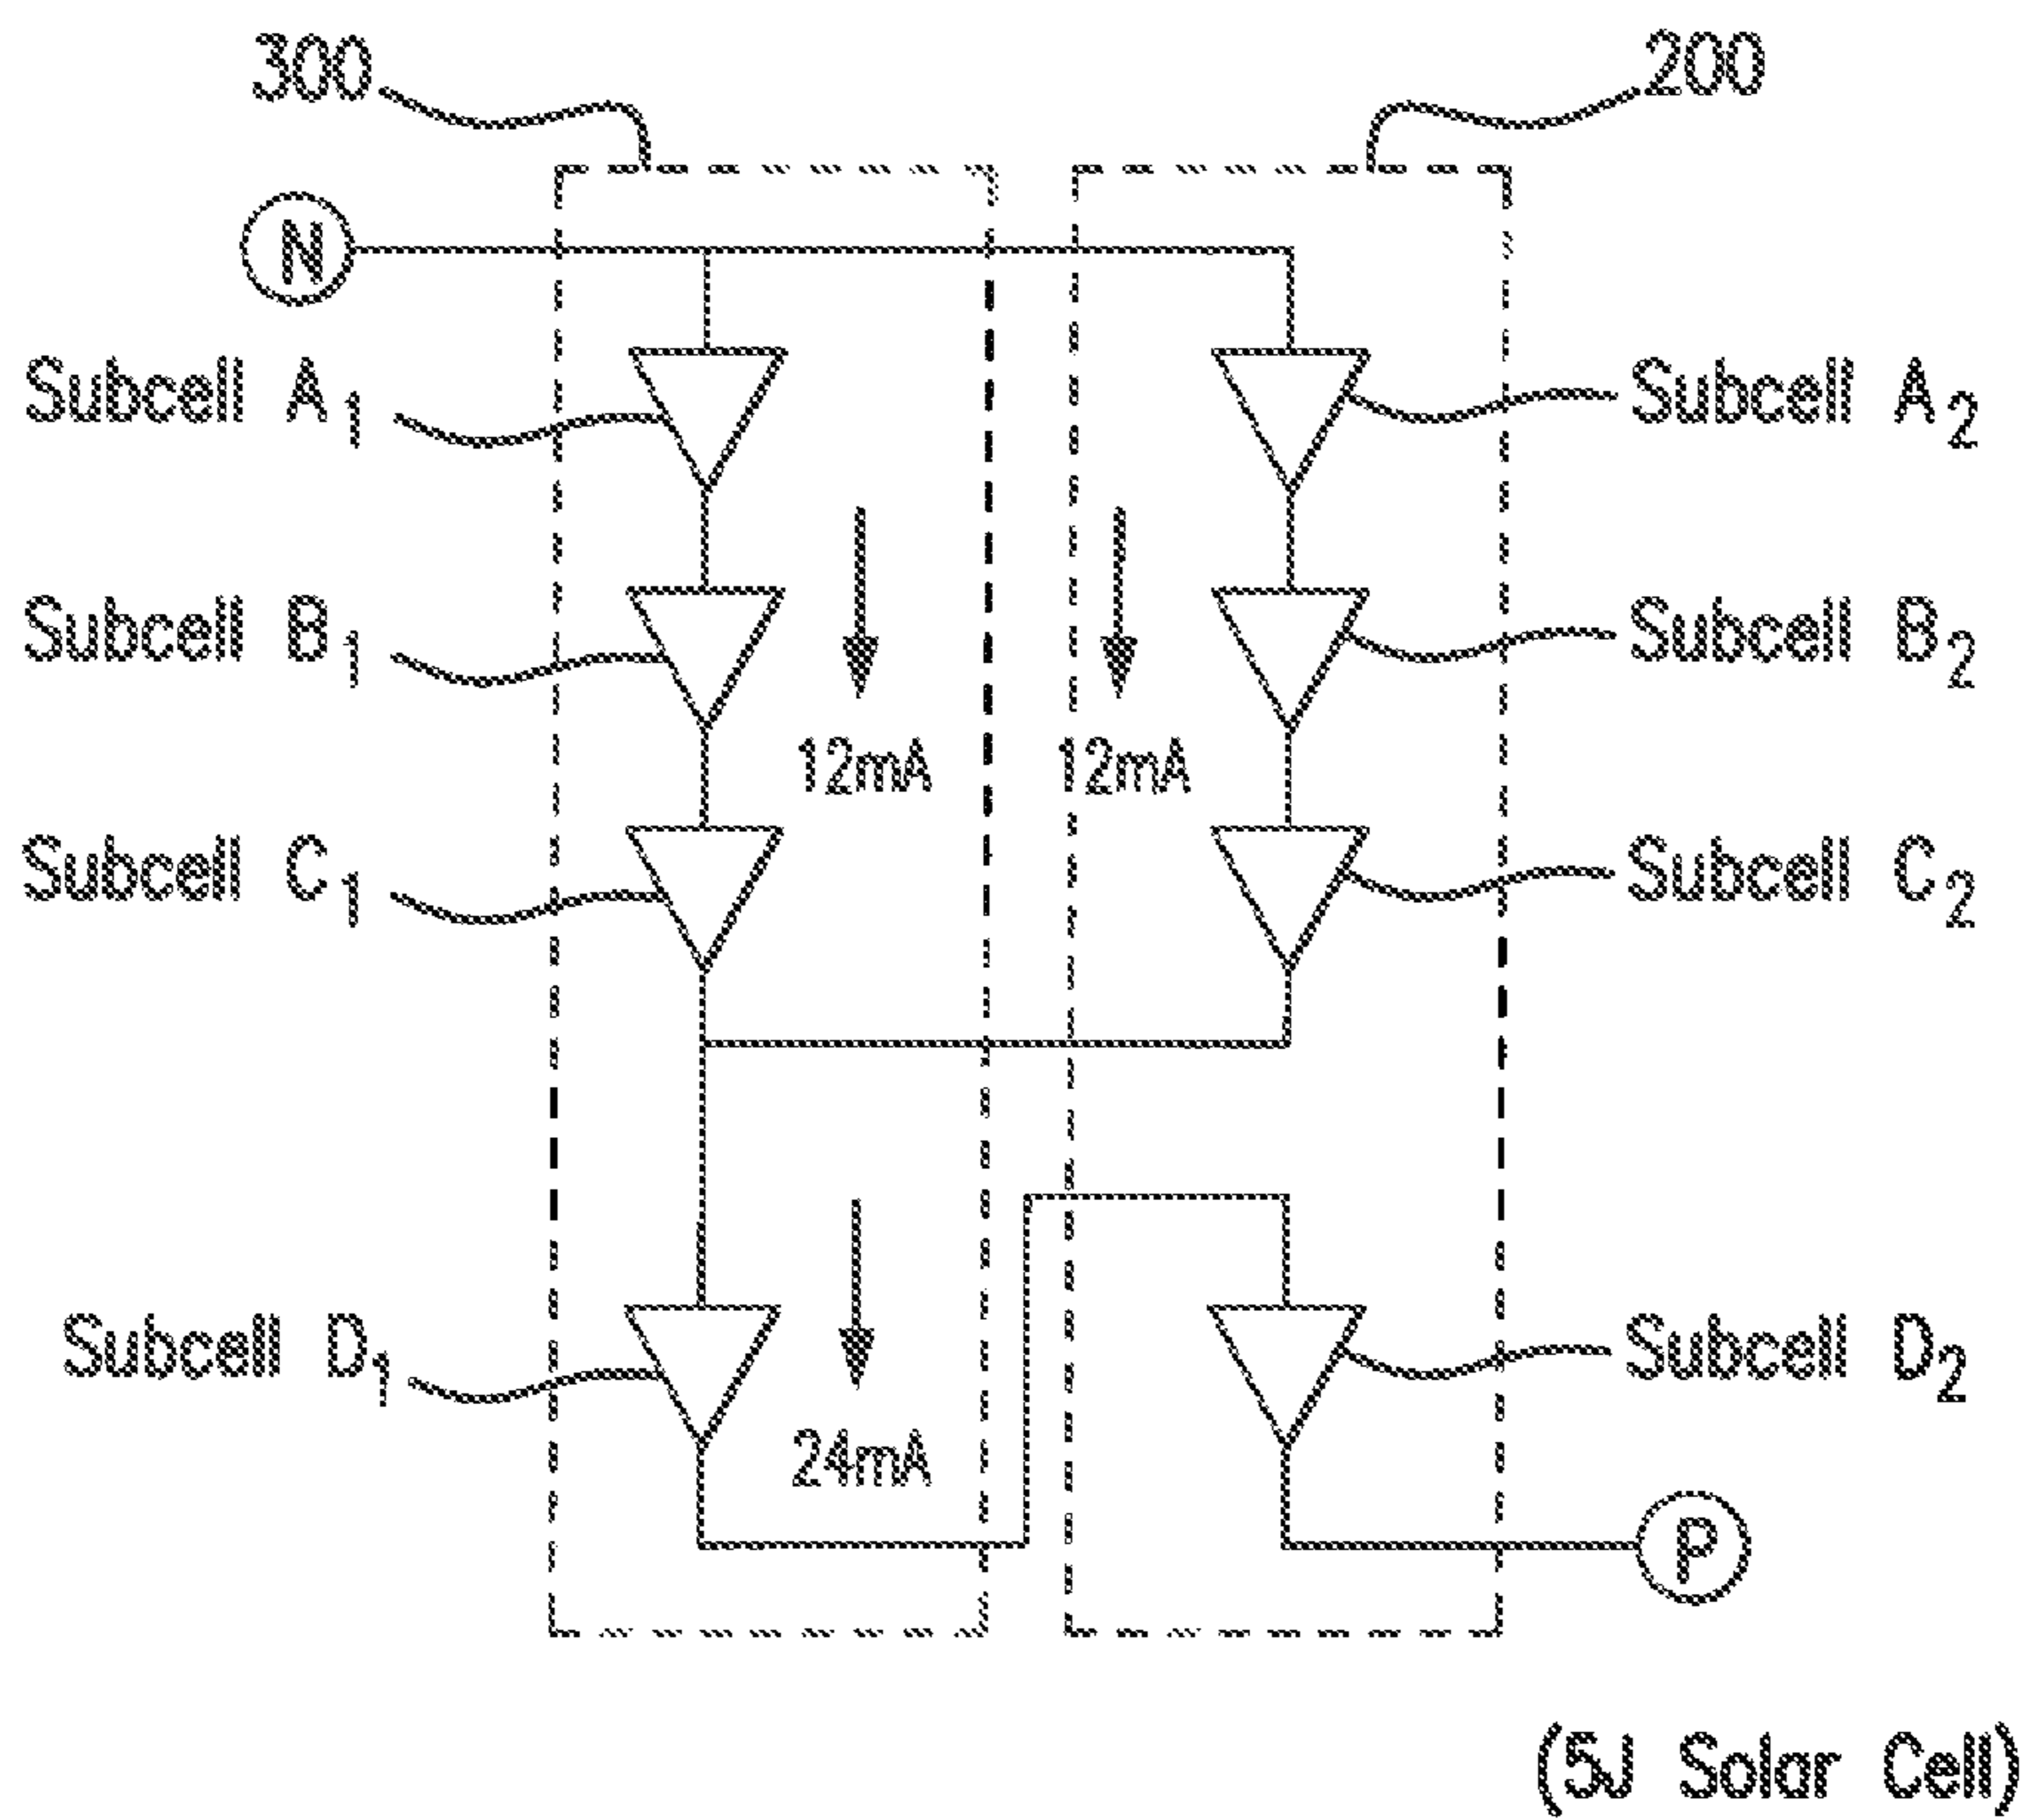 300
200
N
Subcell A1
Subcell A2
Subcell B1
Subcell B2
12mA
12mA
Subcell C1
Subcell C2
Subcell D1
Subcell D2
24mA
P
(5J Solar Cell)